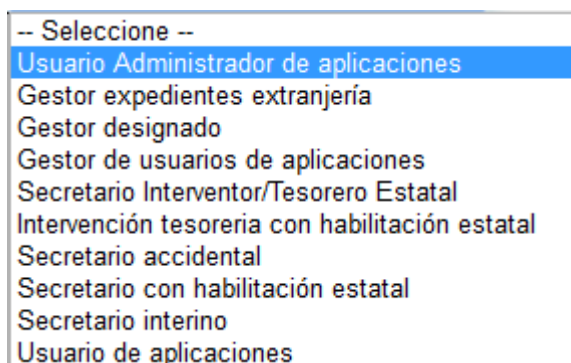 -- Seleccione --
Usuario Administrador de aplicaciones
Gestor expedientes extranjería
Gestor designado
Gestor de usuarios de aplicaciones
Secretario Interventor/Tesorero Estatal
Intervención tesoreria con habilitación estatal
Secretario accidental
Secretario con habilitación estatal
Secretario interino
Usuario de aplicaciones